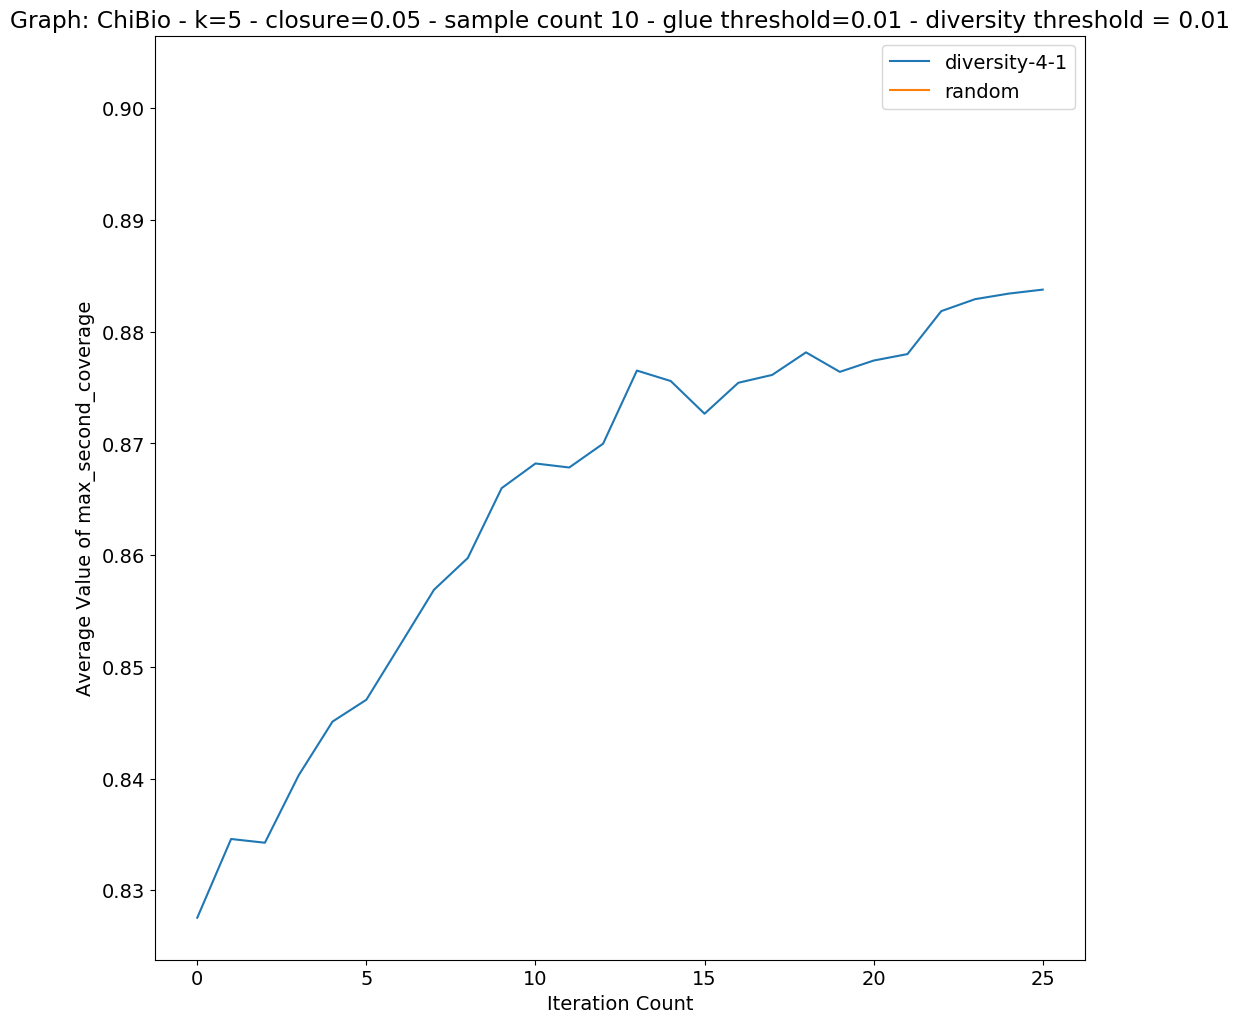 Graph: ChiBio - k=5 - closure=0.05 - sample count 10 - glue threshold=0.01 - diversity threshold = 0.01
diversity-4-1
random
0.90
0.89
0.88
0.87
0.86
0.85
0.84
0.83
Average Value of max_second_coverage
0 5 10 15 20 25
Iteration Count